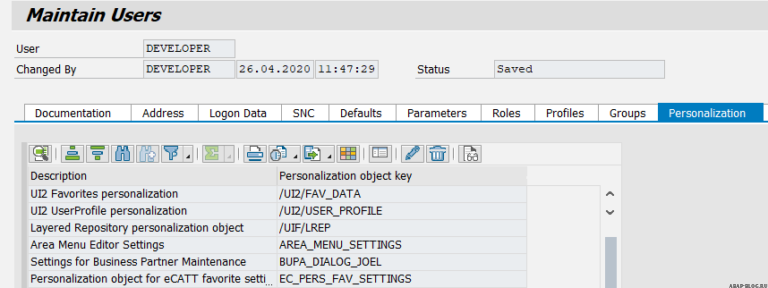 Maintain Users
User DEVELOPER
Changed By DEVELOPER 26.04.2020 11:47:29 Status Saved
Documentation Address Logon Data SNC Defaults Parameters Roles Profiles Groups Personalization
Description Personalization object key
UI2 Favorites personalization /UI2/FAV_DATA
UI2 UserProfile personalization /UI2/USER_PROFILE
Layered Repository personalization object /UIF/LREP
Area Menu Editor Settings AREA_MENU_SETTINGS
Settings for Business Partner Maintenance BUPA_DIALOG_JOEL
Personalization object for eCATT favorite setti... EC_PERS_FAV_SETTINGS
ABAP-BLOG.RU